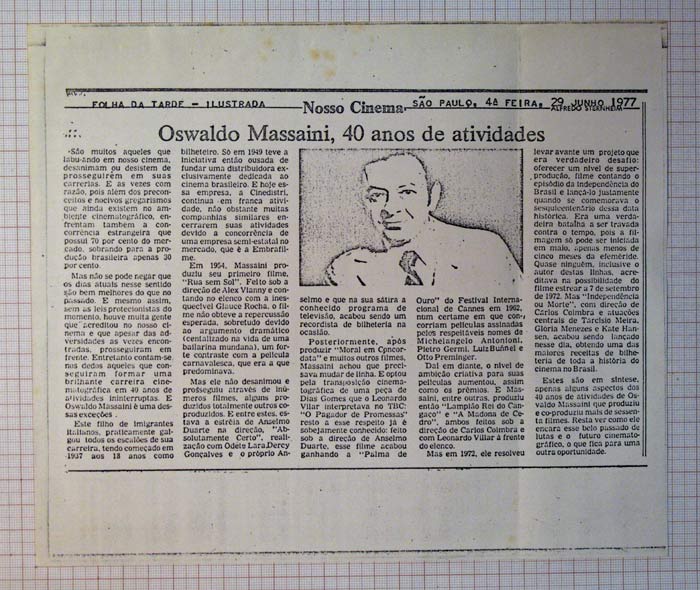 FOLHA DA TARDE - ILUSTRADA
Nosso Cinema
SÃO PAULO, 4ª FEIRA, 29 JUNHO 1977
ALFREDO STERNHEIM
Oswaldo Massaini, 40 anos de atividades
São muitos aqueles que
labu-ando em nosso cinema,
desanimam ou desistem de
prosseguirem em suas
carrerias. E as vezes com
razão, pois além dos precon-
ceitos e nocivos gregarismos
que ainda existem no am-
biente cinematográfico, en-
frentam também a con-
corrência estrangeira que
possui 70 por cento do mer-
cado, sobrando para a pro-
dução brasileira apenas 30
por cento.
Mas não se pode negar que
os dias atuais nesse sentido
são bem melhores do que no
passado. E mesmo assim,
sem as leis protecionistas do
momento, houve muita gente
que acreditou no nosso ci-
nema e que apesar das ad-
versidades as vezes encon-
tradas, prosseguiram em
frente. Entretanto contam-se
nos dedos aqueles que con-
seguiram formar uma
brilhante carreira cine-
matográfica em 40 anos de
atividades ininterruptas. E
Oswaldo Massaini é uma des-
sas exceções.
Este filho de imigrantes
italianos, praticamente gal-
gou todos os escalões de sua
carreira, tendo começado em
1937 aos 18 anos como
bilheteiro. Só em 1949 teve a
iniciativa então ousada de
fundar uma distribuidora ex-
clusivamente dedicada ao
cinema brasileiro. E hoje es-
sa empresa, a Cinedistri,
continua em franca ativi-
dade, não obstante muitas
companhias similares en-
cerrarem suas atividades
devido a concorrência de
uma empresa semi-estatal no
mercado, que é a Embrafil-
me.
Em 1954, Massaini pro-
duziu seu primeiro filme,
"Rua sem Sol". Feito sob a
direção de Alex Vianny e con-
tando no elenco com a ines-
quecível Glauce Rocha, o fil-
me não obteve a repercussão
esperada, sobretudo devido
ao argumento dramático
(centalizado na vida de uma
bailarina mundana), um for-
te contraste com a película
carnavalesca, que era a que
predominava.
Mas ele não desanimou e
prosseguiu através de inú-
meros filmes, alguns
produzidos totalmente outros co-
produzidos. E entre estes, es-
tava a estréia de Anselmo
Duarte na direção, "Ab-
solutamente Certo", reali-
zação com Odete Lara,Dercy
Gonçalves e o próprio An-
selmo e que na sua sátira a
conhecido programa de
televisão, acabou sendo um
recordista de bilheteria na
ocasião.
Posteriormente, após
produzir "Moral em Concor-
data" e muitos outros filmes,
Massaini achou que preci-
sava mudar de linha. E optou
pela transposição cinemato-
tográfica de uma peça de
Dias Gomes que o Leonardo
Villar interpretava no TBC:
"O Pagador de Promessas"
resto a esse respeito já é
sobejamente conhecido: feito
sob a direção de Anselmo
Duarte, esse filme acabou
ganhando a "Palma de
Ouro" do Festival Interna-
cional de Cannes em 1962,
num certame em que con-
corriam películas assinadas
pelos respeitáveis nomes de
Michelangelo Antonioni,
Pietro Germi, Luiz Buñuel e
Otto Preminger.
Daí em diante, o nível de
ambição criativa para suas
películas aumentou, assim
como os prêmios. E Mas-
saini, entre outras, produziu
então "Lampião Rei do Can-
gaço" e "A Madona de Ce-
dro", ambos feitos sob a
direção de Carlos Coimbra e
com Leonardo Villar à frente
do elenco.
Mas em 1972, ele resolveu
levar avante um projeto que
era verdadeiro desafio:
oferecer um nível de super-
produção, filme contando o
episódio da independência do
Brasil e lançá-lo justamente
quando se comemorava o
sesquicentenário dessa data
histórica. Era uma verda-
deira batalha a ser travada
contra o tempo, pois a fil-
magem só pode ser iniciada
em maio, apenas menos de
cinco meses da efeméride.
Quase ninguém, inclusive o
autor destas linhas, acre-
ditava na possibilidade do
filme estrear a 7 de setembro
de 1972. Mas "Independência
ou Morte", com direção de
Carlos Coimbra e atuações
centrais de Tarcísio Meira,
Glória Menezes e Kate Han-
sen, acabou sendo lançado
nesse dia, obtendo uma das
maiores receitas de bilhe-
teria de toda a história do
cinema no Brasil.
Estes são em síntese,
apenas alguns aspectos dos
40 anos de atividades de Os-
waldo Massaini que produziu
e co-produziu mais de sessen-
ta filmes. Resta ver como ele
encara esse belo passado de
lutas e o futuro cinemato-
gráfico, o que fica para uma
outra oportunidade.